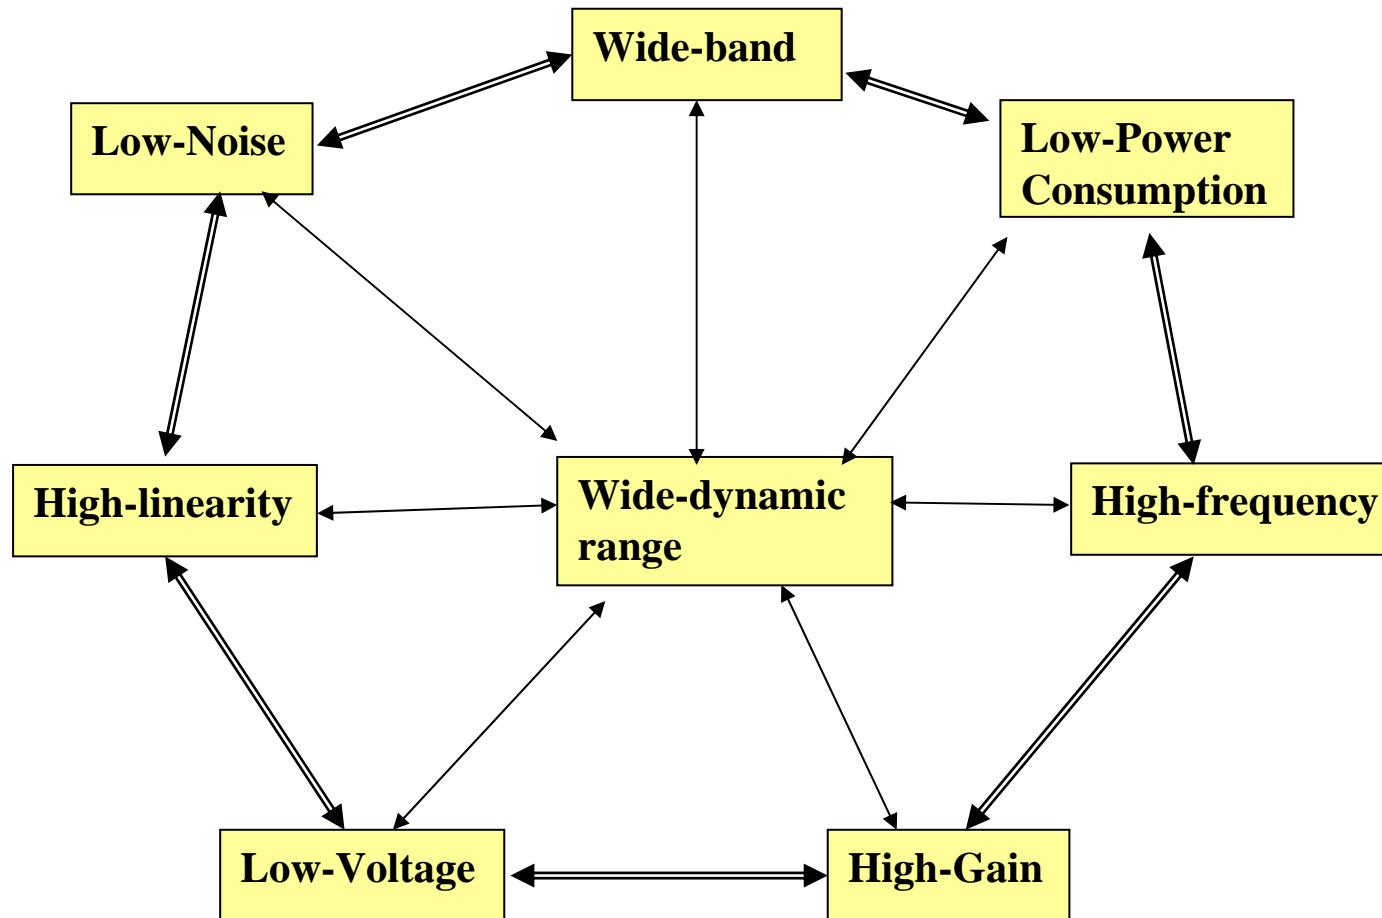 Wide-band
Low-Noise
Low-Power
Consumption
High-linearity
Wide-dynamic
range
High-frequency
Low-Voltage
High-Gain